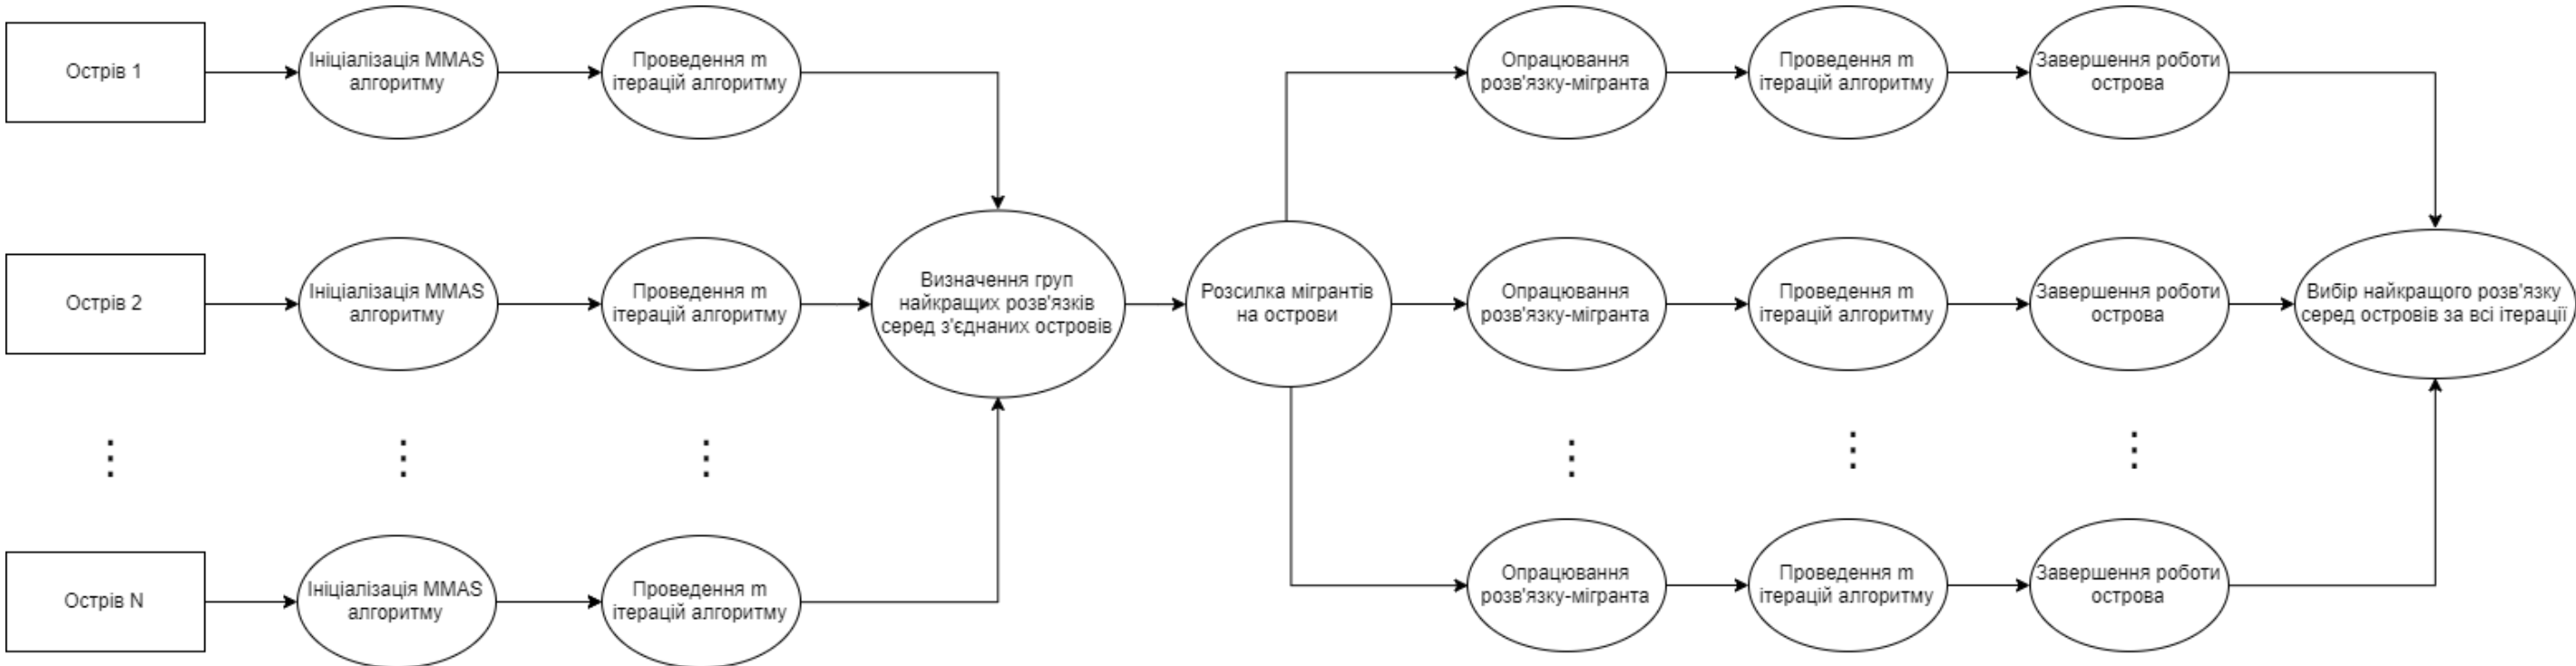 Острів 1
Ініціалізація MMAS
алгоритму
Проведення m
ітерацій алгоритму
Опрацювання
розв'язку-мігранта
Проведення m
ітерацій алгоритму
Завершення роботи
острова
Острів 2
Ініціалізація MMAS
алгоритму
Проведення m
ітерацій алгоритму
Визначення груп
найкращих розв'язків
серед з'єднаних островів
Розсилка мігрантів
на острови
Опрацювання
розв'язку-мігранта
Проведення m
ітерацій алгоритму
Завершення роботи
острова
Вибір найкращого розв'язку
серед островів за всі ітерації
Острів N
Ініціалізація MMAS
алгоритму
Проведення m
ітерацій алгоритму
Опрацювання
розв'язку-мігранта
Проведення m
ітерацій алгоритму
Завершення роботи
острова